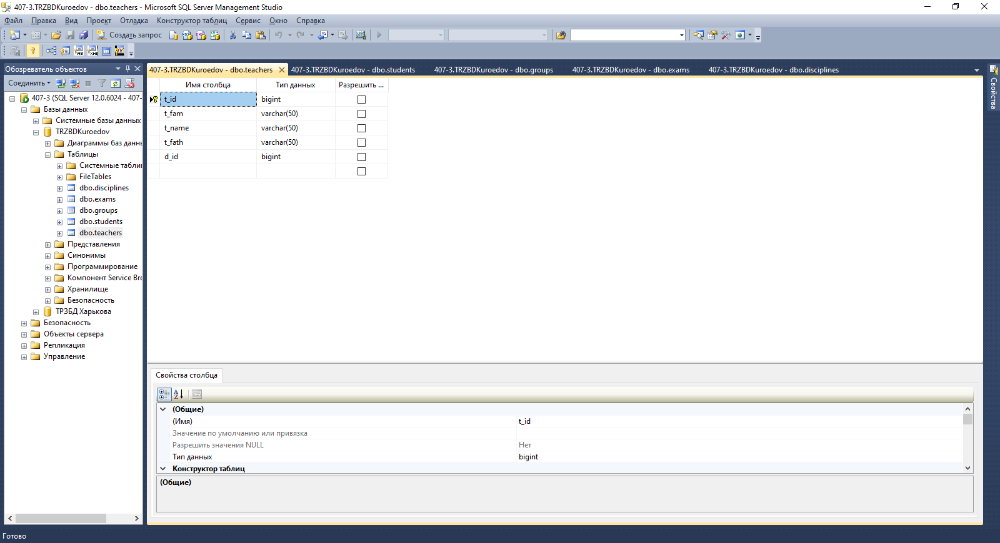 407-3.TRZBDKuroedov - dbo.teachers - Microsoft SQL Server Management Studio
Файл Правка Вид Проект Отладка Конструктор таблиц Сервис Окно Справка
Создать запрос
Обозреватель объектов
Соединить
407-3 (SQL Server 12.0.6024 - 407-
Базы данных
Системные базы данных
TRZBDKuroedov
Диаграммы баз данн
Таблицы
Системные табли
FileTables
dbo.disciplines
dbo.exams
dbo.groups
dbo.students
dbo.teachers
Представления
Синонимы
Программирование
Компонент Service Bro
Хранилище
Безопасность
ТРЗБД Харькова
Безопасность
Объекты сервера
Репликация
Управление
407-3.TRZBDKuroedov - dbo.teachers 407-3.TRZBDKuroedov - dbo.students 407-3.TRZBDKuroedov - dbo.groups 407-3.TRZBDKuroedov - dbo.exams 407-3.TRZBDKuroedov - dbo.disciplines
Имя столбца Тип данных Разрешить ...
t_id bigint
t_fam varchar(50)
t_name varchar(50)
t_fath varchar(50)
d_id bigint
Свойства столбца
(Общие)
(Имя) t_id
Значение по умолчанию или привязка
Разрешить значения NULL Нет
Тип данных bigint
Конструктор таблиц
(Общие)
Свойства
Готово